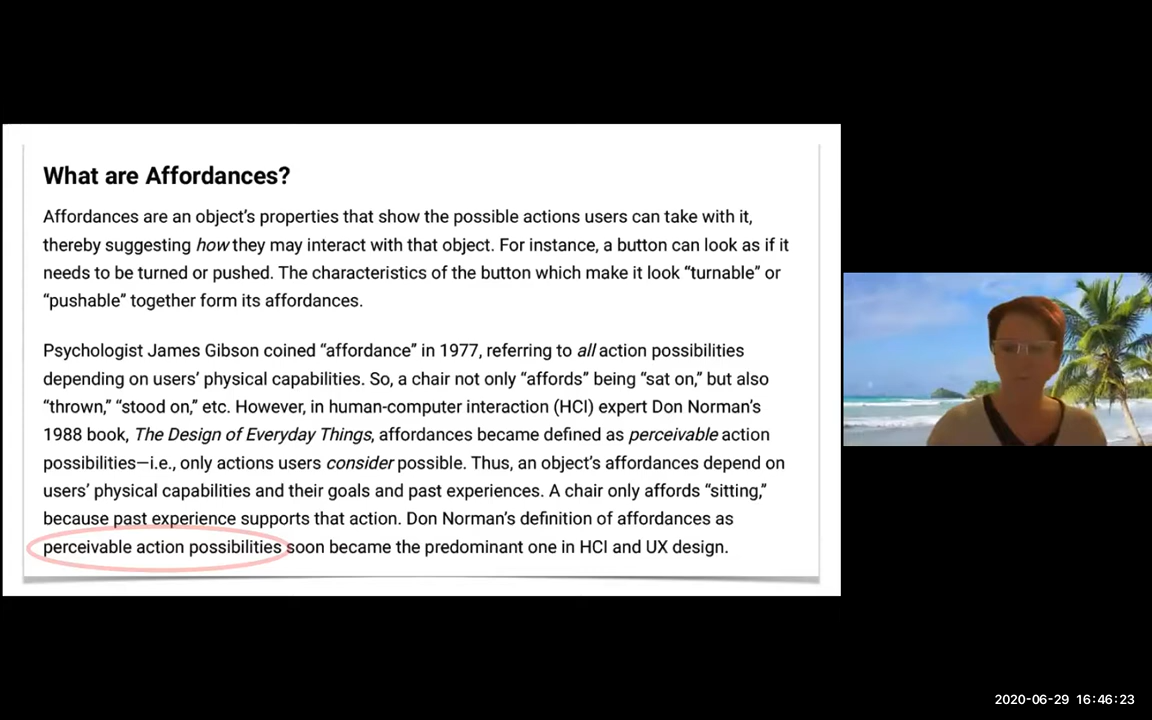 What are Affordances?
Affordances are an object’s properties that show the possible actions users can take with it,
thereby suggesting how they may interact with that object. For instance, a button can look as if it
needs to be turned or pushed. The characteristics of the button which make it look “turnable” or
“pushable” together form its affordances.
Psychologist James Gibson coined “affordance” in 1977, referring to all action possibilities
depending on users’ physical capabilities. So, a chair not only “affords” being “sat on,” but also
“thrown,” “stood on,” etc. However, in human-computer interaction (HCI) expert Don Norman’s
1988 book, The Design of Everyday Things, affordances became defined as perceivable action
possibilities—i.e., only actions users consider possible. Thus, an object’s affordances depend on
users’ physical capabilities and their goals and past experiences. A chair only affords “sitting,”
because past experience supports that action. Don Norman’s definition of affordances as
perceivable action possibilities soon became the predominant one in HCI and UX design.
2020-06-29 16:46:23